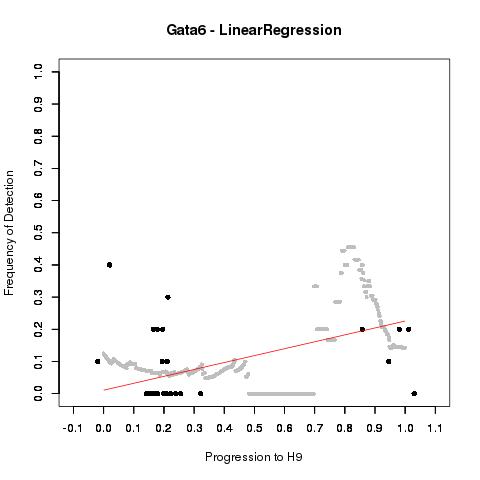 Gata6 - LinearRegression
Frequency of Detection
1.0
0.9
0.8
0.7
0.6
0.5
0.4
0.3
0.2
0.1
0.0
-0.1 0.0 0.1 0.2 0.3 0.4 0.5 0.6 0.7 0.8 0.9 1.0 1.1
Progression to H9